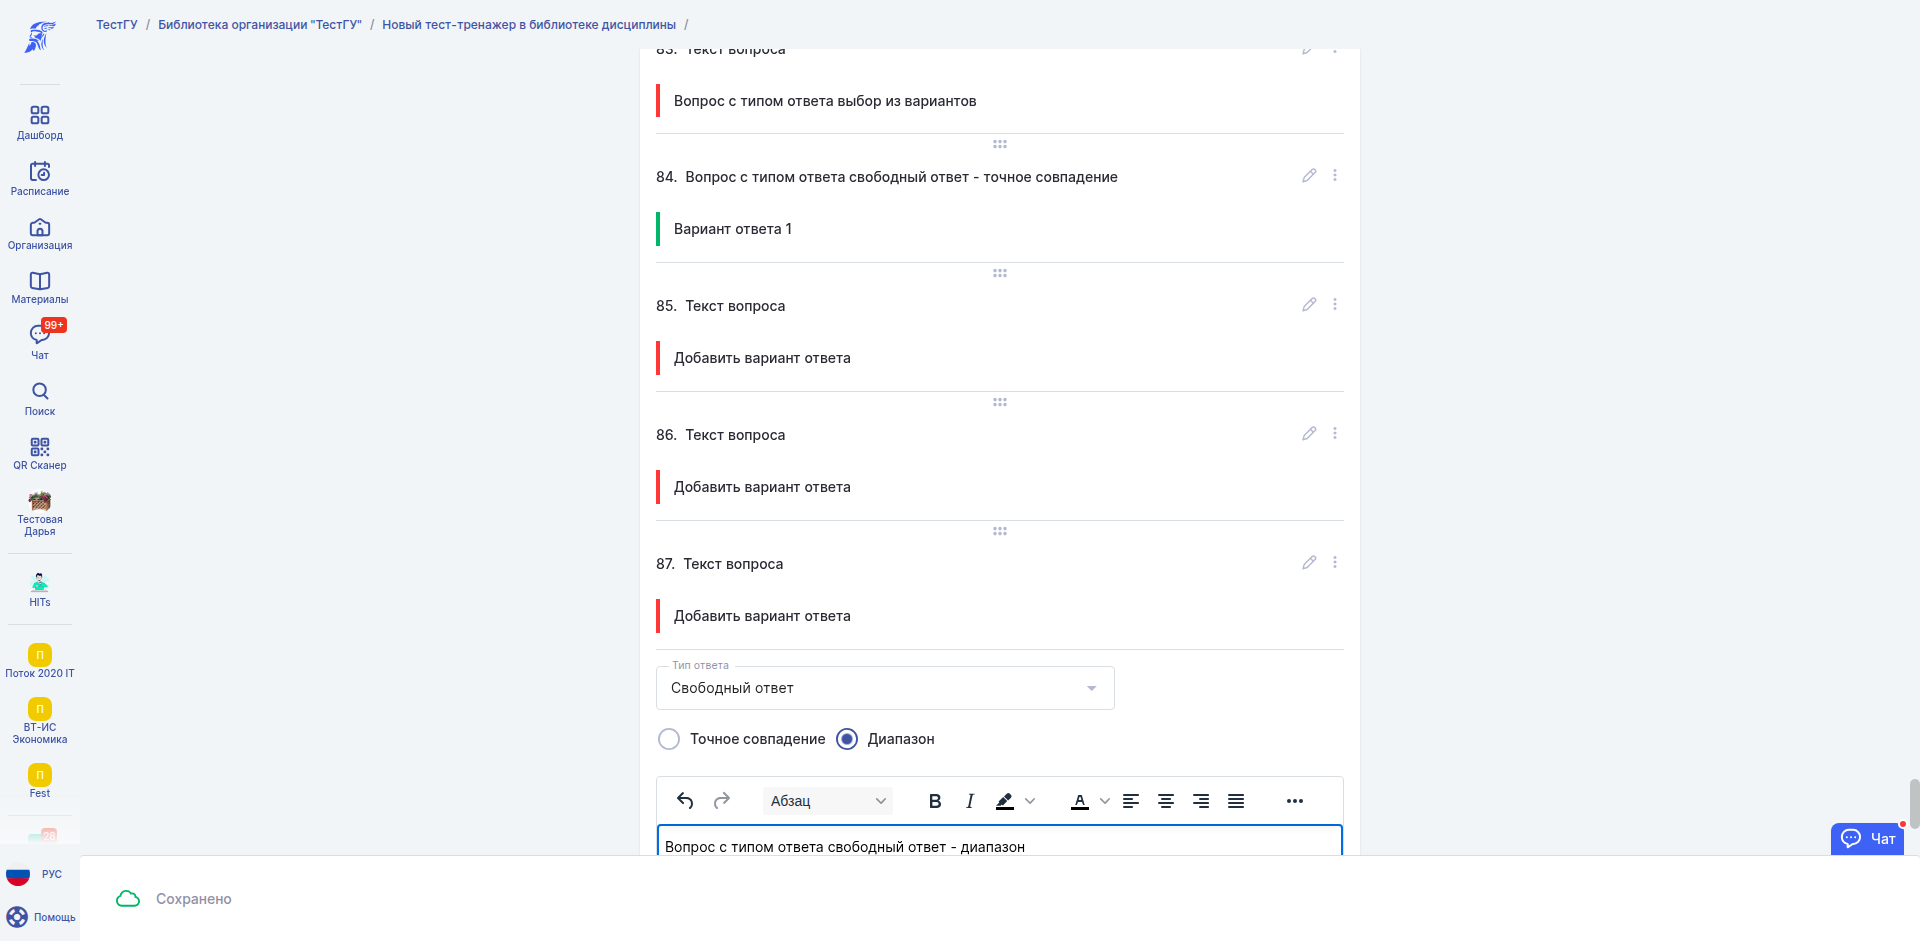 ТестГУ / Библиотека организации "ТестГУ" / Новый тест-тренажер в библиотеке дисциплины /
Дашборд
Расписание
Организация
Материалы
99+
Чат
Поиск
QR Сканер
Тестовая
Дарья
HITs
П
Поток 2020 IT
П
ВТ-ИС
Экономика
П
Fest
28
РУС
Помощь
83. Текст вопроса
Вопрос с типом ответа выбор из вариантов
84. Вопрос с типом ответа свободный ответ - точное совпадение
Вариант ответа 1
85. Текст вопроса
Добавить вариант ответа
86. Текст вопроса
Добавить вариант ответа
87. Текст вопроса
Добавить вариант ответа
Тип ответа
Свободный ответ
Точное совпадение Диапазон
Абзац B I A
Вопрос с типом ответа свободный ответ - диапазон
Чат
Сохранено